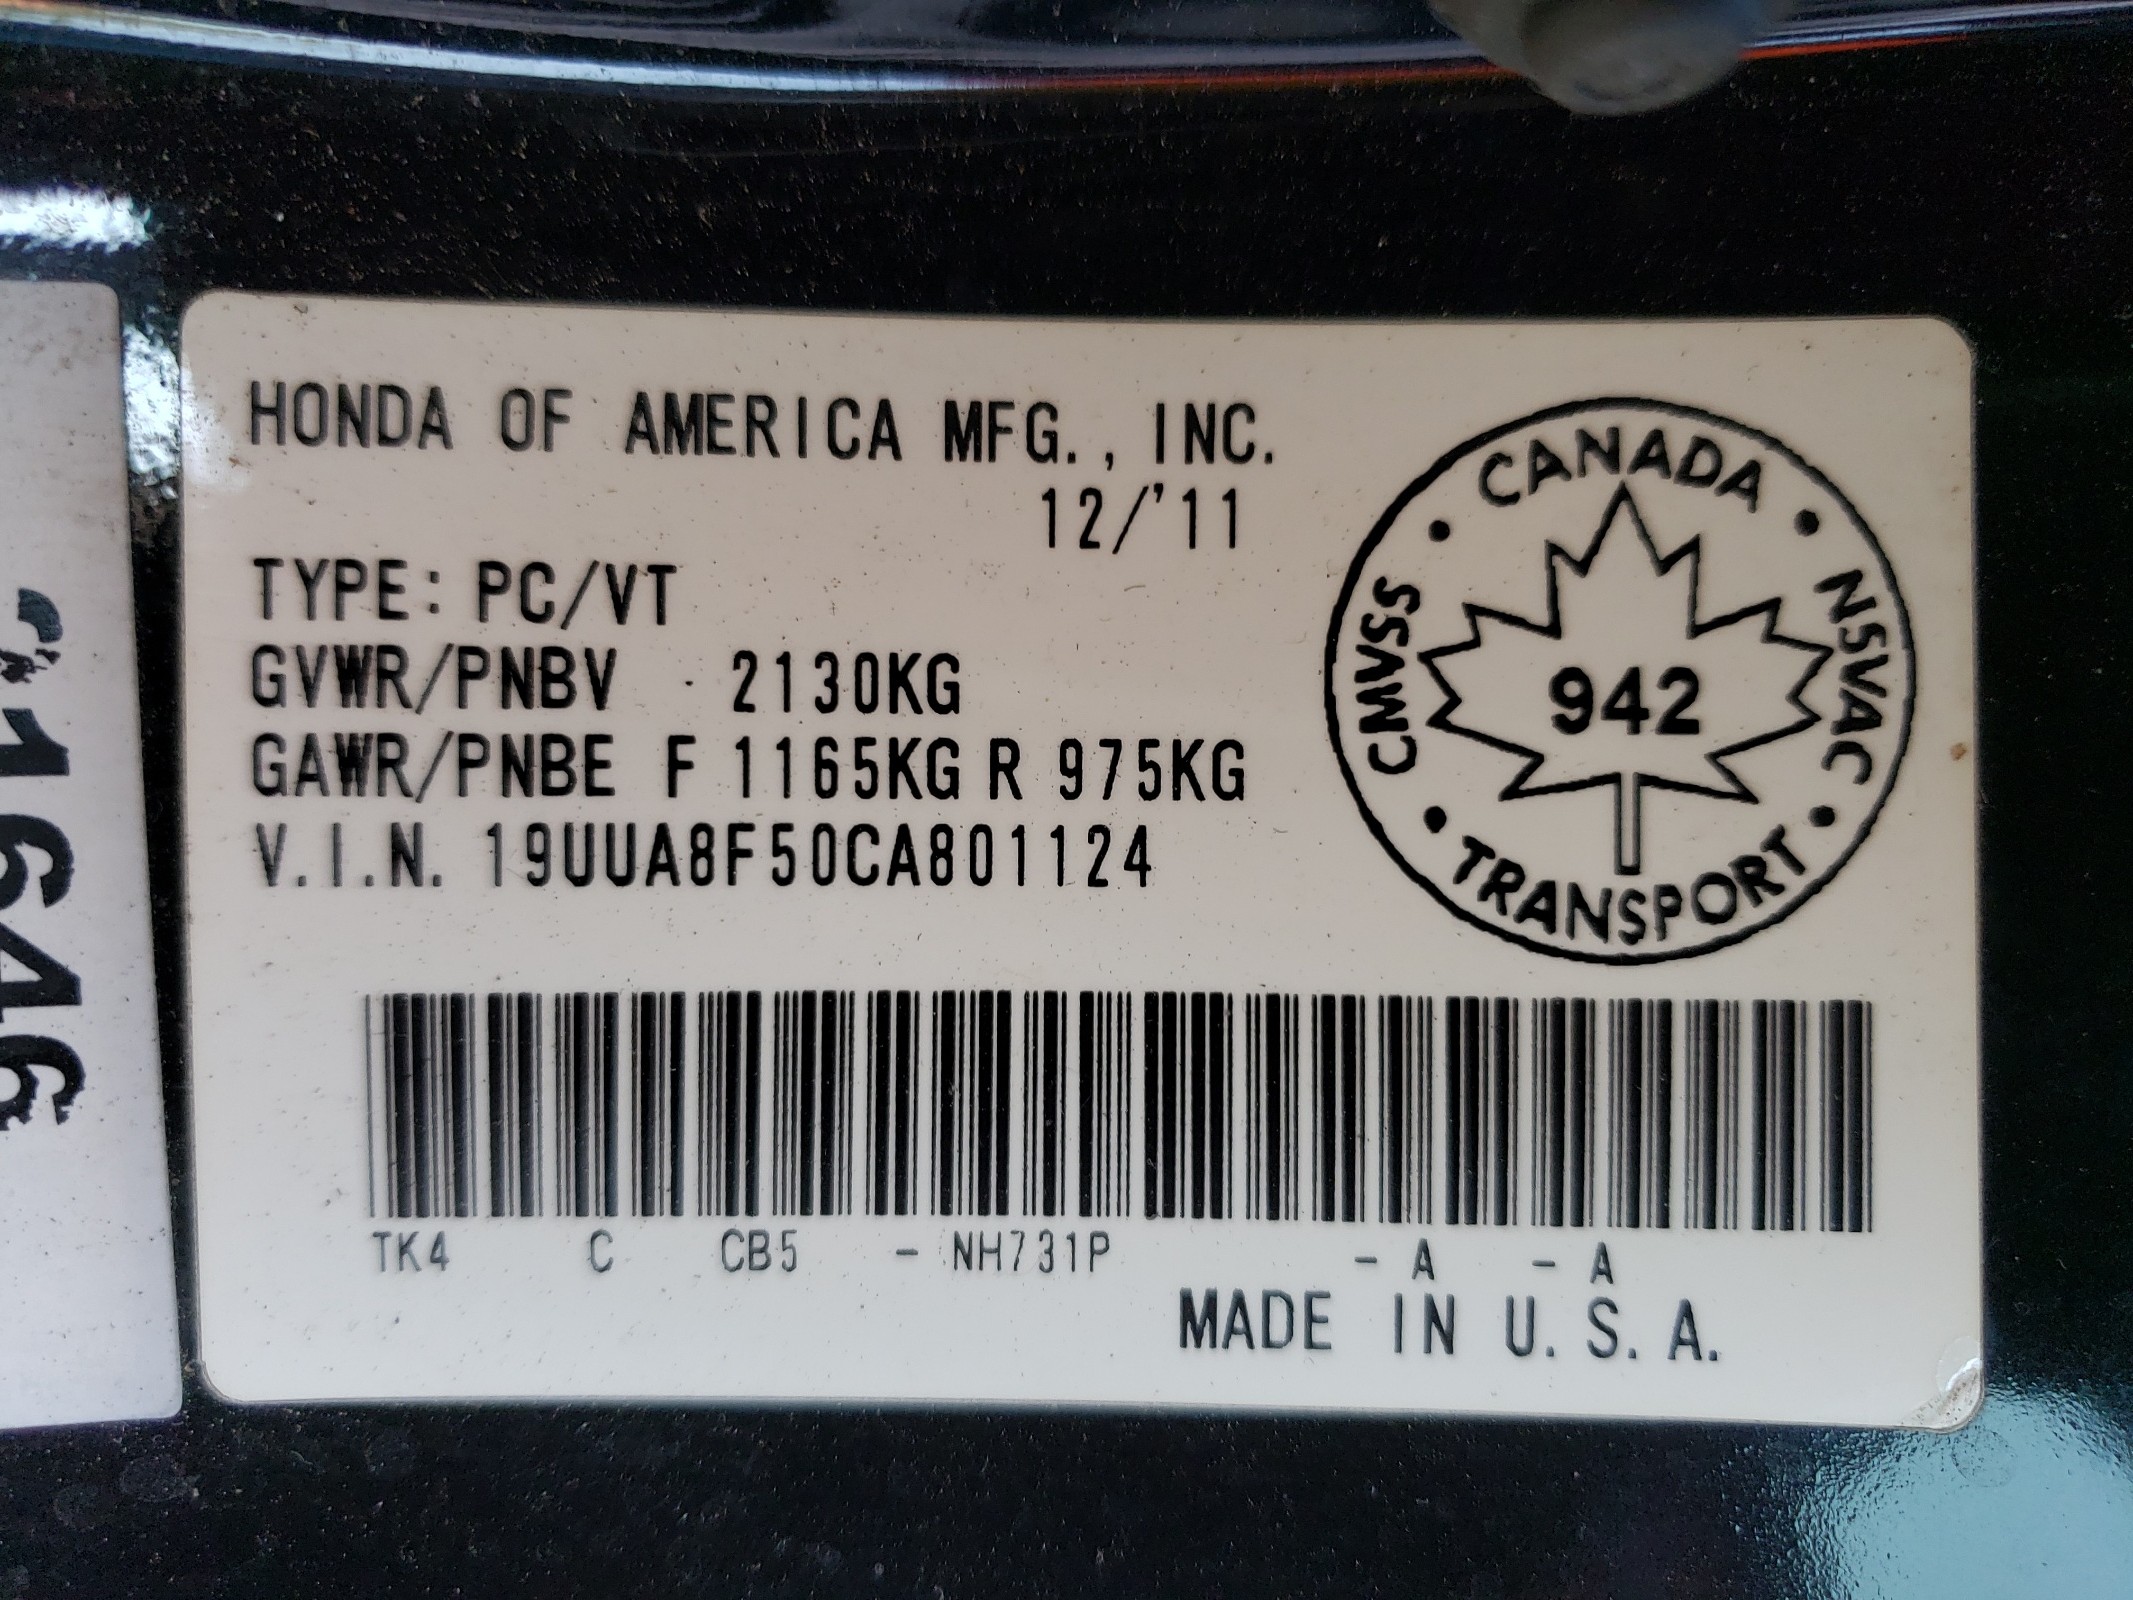 HONDA OF AMERICA MFG., INC.
12/'11
TYPE: PC/VT
GVWR/PNBV 2130KG
GAWR/PNBE F 1165KG R 975KG
V.I.N. 19UUA8F50CA801124
CANADA
NSVAC
TRANSPORT
CMVSS
942
TK4 C CB5 - NH731P - A - A
MADE IN U.S.A.
1646